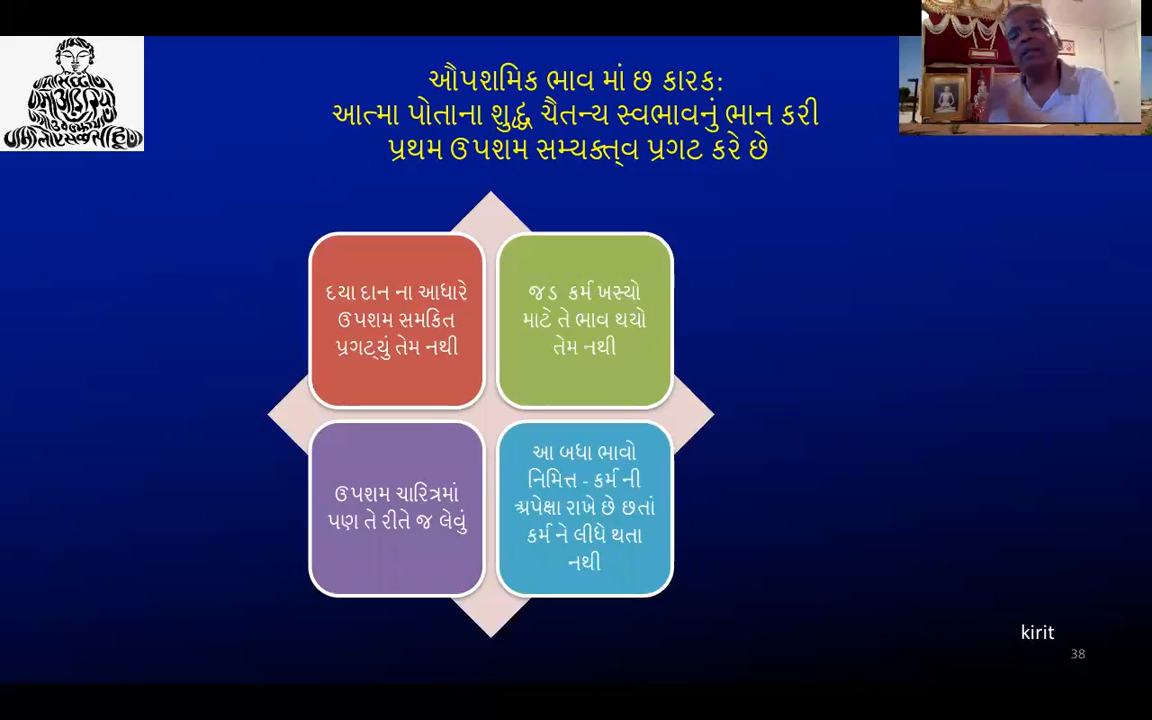 ઔપશમિક ભાવ માં છ કારક:
આત્મા પોતાના શુદ્ધ ચૈતન્ય સ્વભાવનું ભાન કરી
પ્રથમ ઉપશમ સમ્યક્ત્વ પ્રગટ કરે છે
દયા દાન ના આધારે
ઉપશમ સમકિત
પ્રગટ્યું તેમ નથી
જડ કર્મ ખસ્યો
માટે તે ભાવ થયો
તેમ નથી
ઉપશમ ચારિત્રમાં
પણ તે રીતે જ લેવું
આ બધા ભાવો
નિમિત્ત - કર્મ ની
અપેક્ષા રાખે છે છતાં
કર્મ ને લીધે થતા
નથી
kirit
38